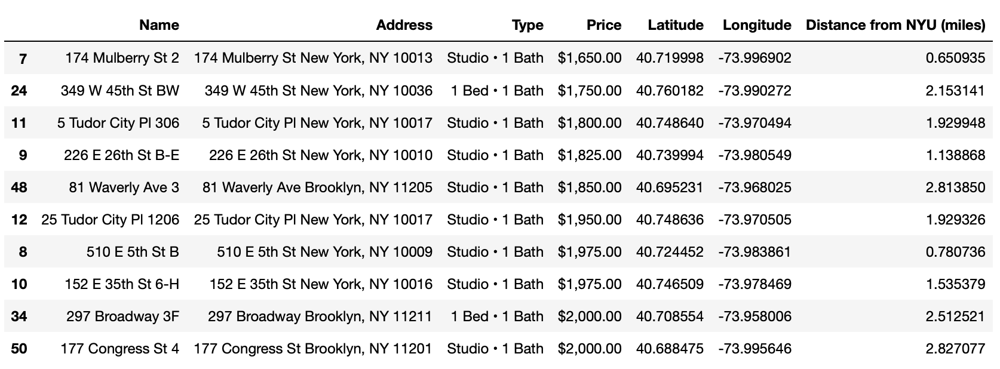 Name Address Type Price Latitude Longitude Distance from NYU (miles)
7 174 Mulberry St 2 174 Mulberry St New York, NY 10013 Studio • 1 Bath $1,650.00 40.719998 -73.996902 0.650935
24 349 W 45th St BW 349 W 45th St New York, NY 10036 1 Bed • 1 Bath $1,750.00 40.760182 -73.990272 2.153141
11 5 Tudor City Pl 306 5 Tudor City Pl New York, NY 10017 Studio • 1 Bath $1,800.00 40.748640 -73.970494 1.929948
9 226 E 26th St B-E 226 E 26th St New York, NY 10010 Studio • 1 Bath $1,825.00 40.739994 -73.980549 1.138868
48 81 Waverly Ave 3 81 Waverly Ave Brooklyn, NY 11205 Studio • 1 Bath $1,850.00 40.695231 -73.968025 2.813850
12 25 Tudor City Pl 1206 25 Tudor City Pl New York, NY 10017 Studio • 1 Bath $1,950.00 40.748636 -73.970505 1.929326
8 510 E 5th St B 510 E 5th St New York, NY 10009 Studio • 1 Bath $1,975.00 40.724452 -73.983861 0.780736
10 152 E 35th St 6-H 152 E 35th St New York, NY 10016 Studio • 1 Bath $1,975.00 40.746509 -73.978469 1.535379
34 297 Broadway 3F 297 Broadway Brooklyn, NY 11211 1 Bed • 1 Bath $2,000.00 40.708554 -73.958006 2.512521
50 177 Congress St 4 177 Congress St Brooklyn, NY 11201 Studio • 1 Bath $2,000.00 40.688475 -73.995646 2.827077